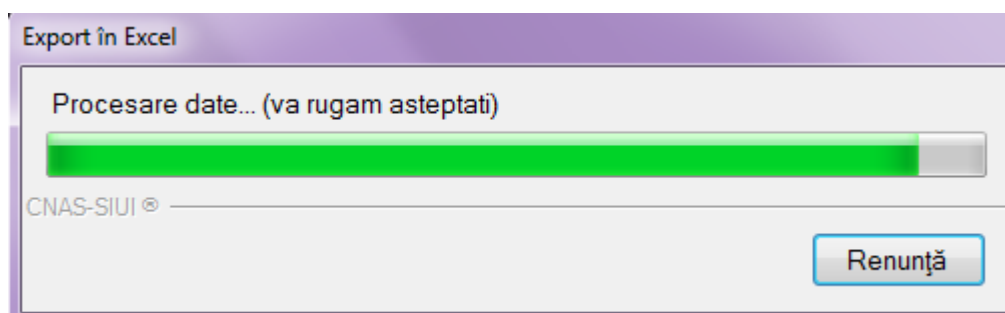 Export în Excel
Procesare date... (va rugam asteptati)
CNAS-SIUI ®
Renunţă